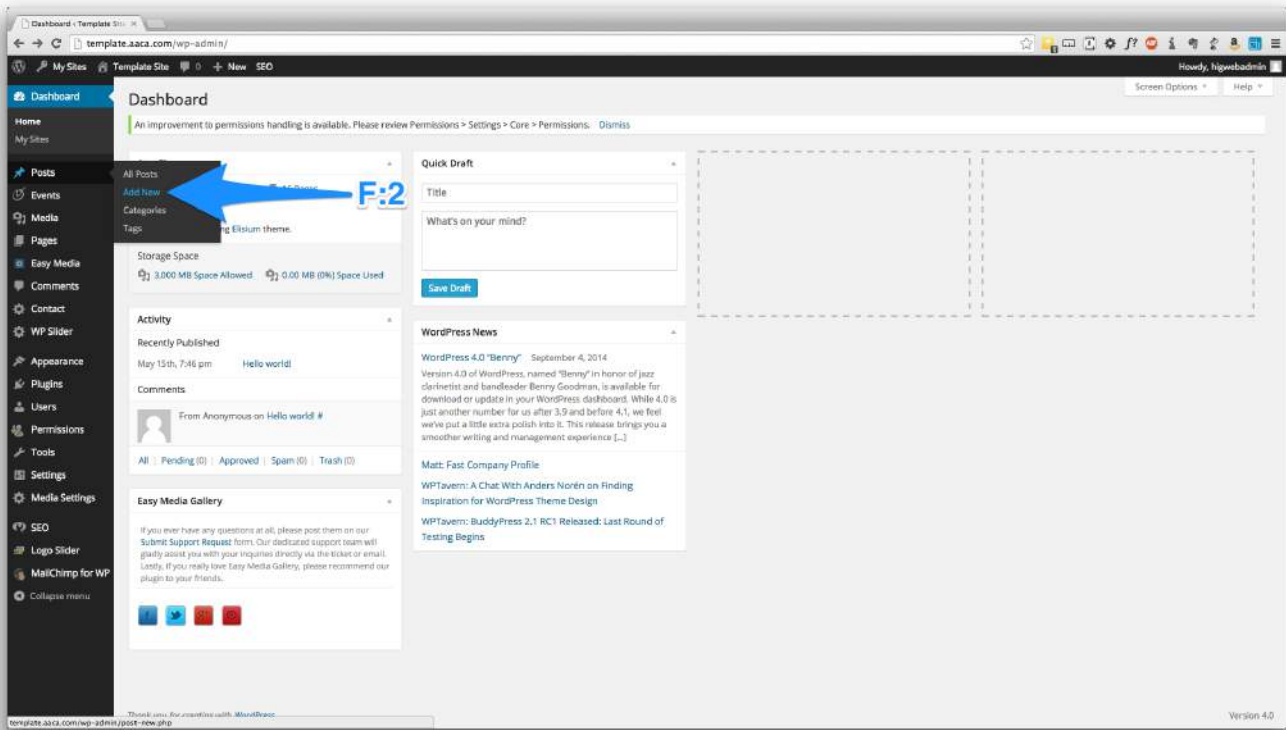 Dashboard ‹ Template Site
template.aaca.com/wp-admin/
My Sites Template Site 0 + New SEO
Howdy, higwebadmin
Screen Options Help
Dashboard
Home
My Sites
Posts
Events
Media
Pages
Easy Media
Comments
Contact
WP Slider
Appearance
Plugins
Users
Permissions
Tools
Settings
Media Settings
SEO
Logo Slider
MailChimp for WP
Collapse menu
All Posts
Add New
Categories
Tags
F:2
Dashboard
An improvement to permissions handling is available. Please review Permissions > Settings > Core > Permissions. Dismiss
Elisium theme.
Storage Space
3,000 MB Space Allowed 0.00 MB (0%) Space Used
Activity
Recently Published
May 15th, 7:46 pm Hello world!
Comments
From Anonymous on Hello world! #
All | Pending (0) | Approved | Spam (0) | Trash (0)
Easy Media Gallery
If you ever have any questions at all, please post them on our
Submit Support Request form. Our dedicated support team will
gladly assist you with your inquiries directly via the ticket or email.
Lastly, if you really love Easy Media Gallery, please recommend our
plugin to your friends.
Quick Draft
Title
What's on your mind?
Save Draft
WordPress News
WordPress 4.0 "Benny" September 4, 2014
Version 4.0 of WordPress, named "Benny" in honor of jazz
clarinetist and bandleader Benny Goodman, is available for
download or update in your WordPress dashboard. While 4.0 is
just another number for us after 3.9 and before 4.1, we feel
we've put a little extra polish into it. This release brings you a
smoother writing and management experience [...]
Matt: Fast Company Profile
WPTavern: A Chat With Anders Norén on Finding
Inspiration for WordPress Theme Design
WPTavern: BuddyPress 2.1 RC1 Released: Last Round of
Testing Begins
Thank you for creating with WordPress
template.aaca.com/wp-admin/post-new.php
Version 4.0